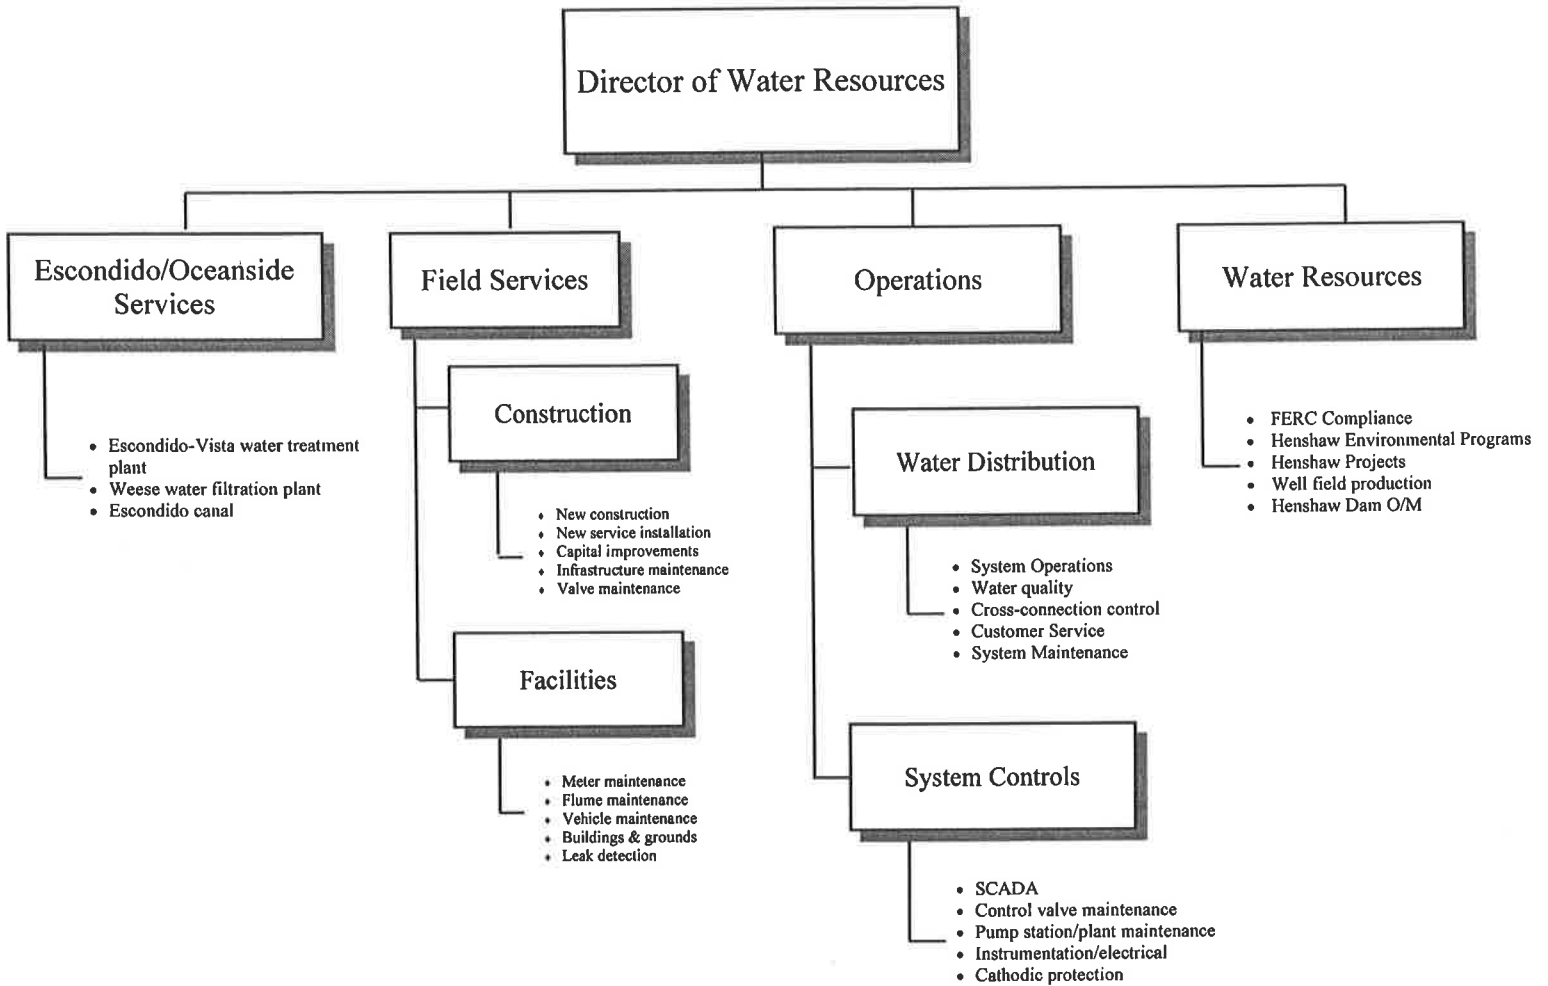 Director of Water Resources
Escondido/Oceanside
Services
• Escondido-Vista water treatment
plant
• Weese water filtration plant
• Escondido canal
Field Services
Construction
♦ New construction
♦ New service installation
♦ Capital improvements
♦ Infrastructure maintenance
♦ Valve maintenance
Facilities
♦ Meter maintenance
♦ Flume maintenance
♦ Vehicle maintenance
♦ Buildings & grounds
♦ Leak detection
Operations
Water Distribution
• System Operations
• Water quality
• Cross-connection control
• Customer Service
• System Maintenance
System Controls
• SCADA
• Control valve maintenance
• Pump station/plant maintenance
• Instrumentation/electrical
• Cathodic protection
Water Resources
• FERC Compliance
• Henshaw Environmental Programs
• Henshaw Projects
• Well field production
• Henshaw Dam O/M